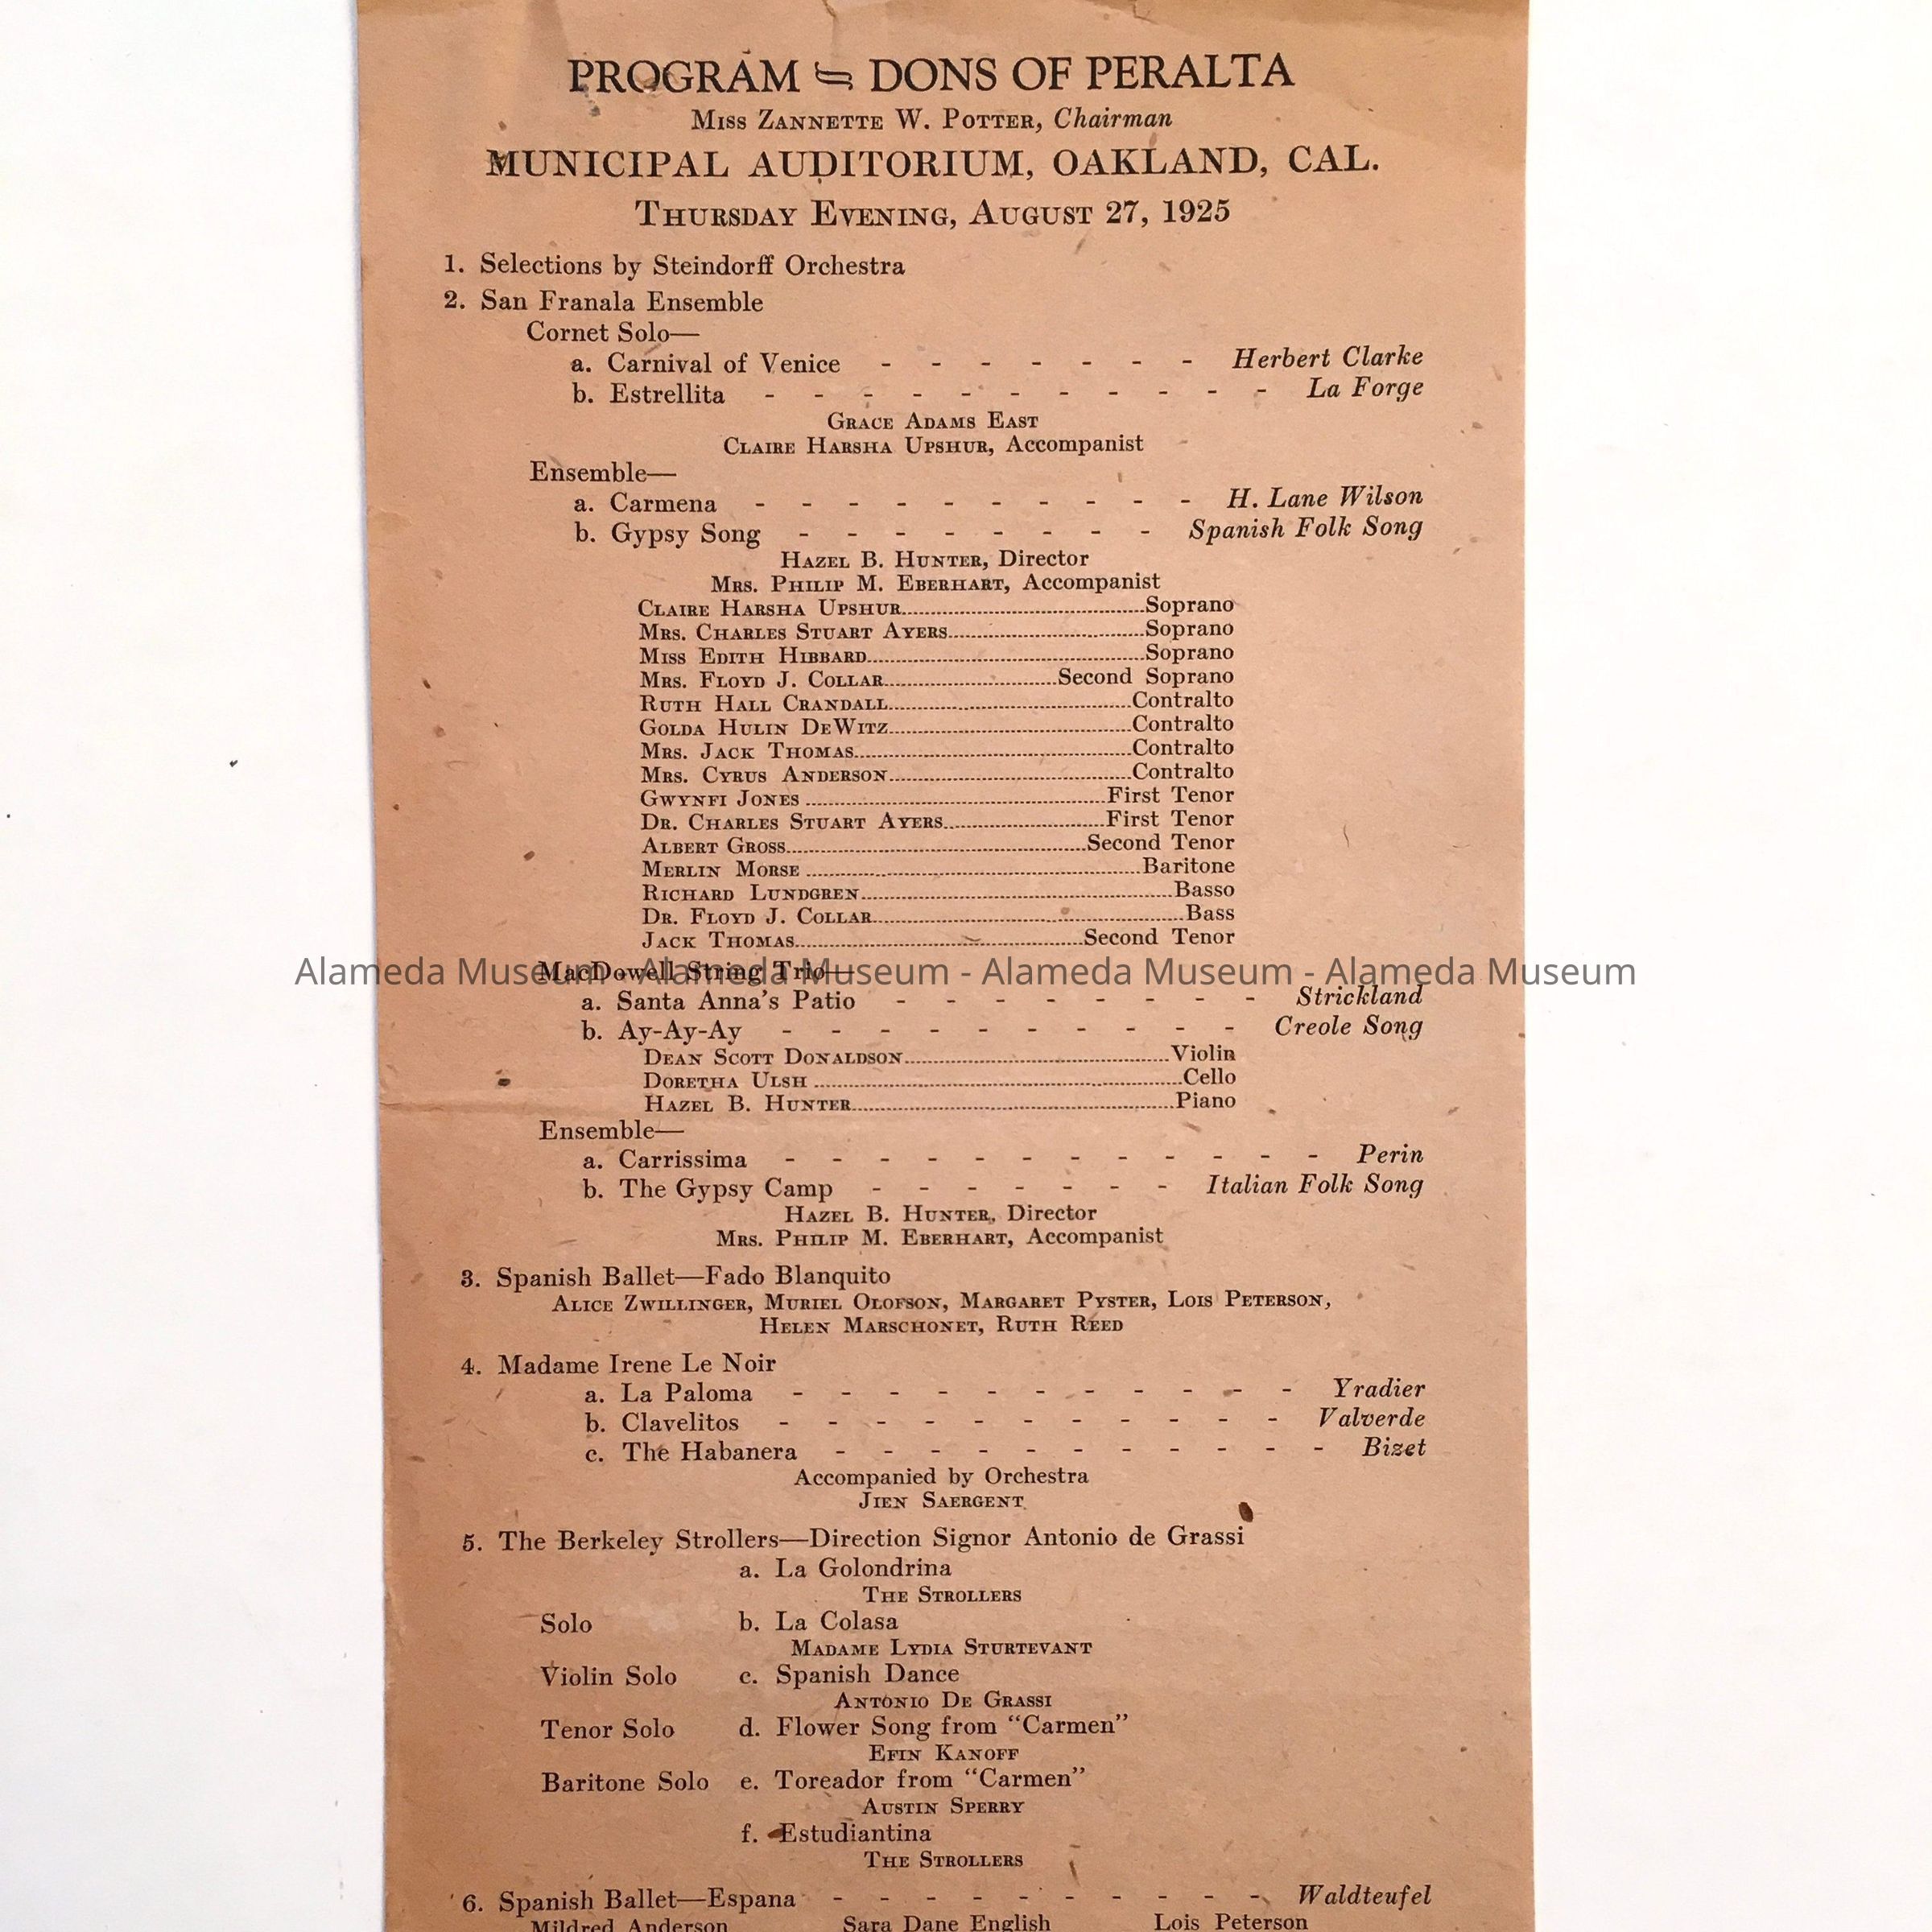 PROGRAM DONS OF PERALTA
Miss Zannette W. Potter, Chairman
MUNICIPAL AUDITORIUM, OAKLAND, CAL.
Thursday Evening, August 27, 1925
1. Selections by Steindorff Orchestra
2. San Franala Ensemble
Cornet Solo—
a. Carnival of Venice - - - - - - - Herbert Clarke
b. Estrellita - - - - - - - - - - - La Forge
Grace Adams East
Claire Harsha Upshur, Accompanist
Ensemble—
a. Carmena - - - - - - - - - - H. Lane Wilson
b. Gypsy Song - - - - - - - - Spanish Folk Song
Hazel B. Hunter, Director
Mrs. Philip M. Eberhart, Accompanist
Claire Harsha Upshur........Soprano
Mrs. Charles Stuart Ayers........Soprano
Miss Edith Hibbard........Soprano
Mrs. Floyd J. Collar........Second Soprano
Ruth Hall Crandall........Contralto
Golda Hulin DeWitz........Contralto
Mrs. Jack Thomas........Contralto
Mrs. Cyrus Anderson........Contralto
Gwynfi Jones........First Tenor
Dr. Charles Stuart Ayers........First Tenor
Albert Gross........Second Tenor
Merlin Morse........Baritone
Richard Lundgren........Basso
Dr. Floyd J. Collar........Bass
Jack Thomas........Second Tenor
MacDowell String Trio—
Alameda Museum - Alameda Museum - Alameda Museum - Alameda Museum
a. Santa Anna's Patio - - - - - - - - Strickland
b. Ay-Ay-Ay - - - - - - - - - - Creole Song
Dean Scott Donaldson........Violin
Doretha Ulsh........Cello
Hazel B. Hunter........Piano
Ensemble—
a. Carrissima - - - - - - - - - - - - Perin
b. The Gypsy Camp - - - - - - - Italian Folk Song
Hazel B. Hunter, Director
Mrs. Philip M. Eberhart, Accompanist
3. Spanish Ballet—Fado Blanquito
Alice Zwillinger, Muriel Olofson, Margaret Pyster, Lois Peterson,
Helen Marschonet, Ruth Reed
4. Madame Irene Le Noir
a. La Paloma - - - - - - - - - - - Yradier
b. Clavelitos - - - - - - - - - - - Valverde
c. The Habanera - - - - - - - - - - - Bizet
Accompanied by Orchestra
Jien Saergent
5. The Berkeley Strollers—Direction Signor Antonio de Grassi
a. La Golondrina
The Strollers
Solo b. La Colasa
Madame Lydia Sturtevant
Violin Solo c. Spanish Dance
Antonio De Grassi
Tenor Solo d. Flower Song from "Carmen"
Efin Kanoff
Baritone Solo e. Toreador from "Carmen"
Austin Sperry
f. Estudiantina
The Strollers
6. Spanish Ballet—Espana - - - - - - - - - - Waldteufel
Mildred Anderson Sara Dane English Lois Peterson